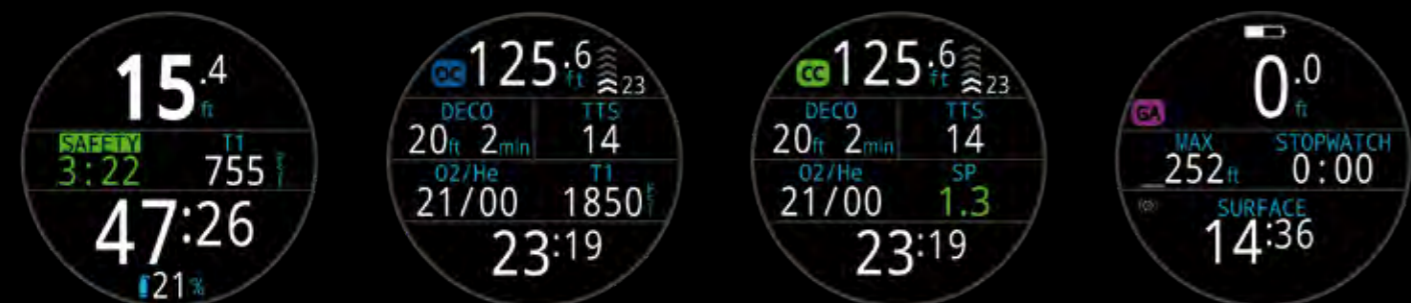 15.4
ft
SAFETY T1
3:22 755 PSI
47:26
21%
OC 125.6 ft 23
DECO TTS
20ft 2min 14
O2/He T1
21/00 1850 PSI
23:19
CC 125.6 ft 23
DECO TTS
20ft 2min 14
O2/He SP
21/00 1.3
23:19
0.0
ft
GA
MAX STOPWATCH
252ft 0:00
SURFACE
14:36